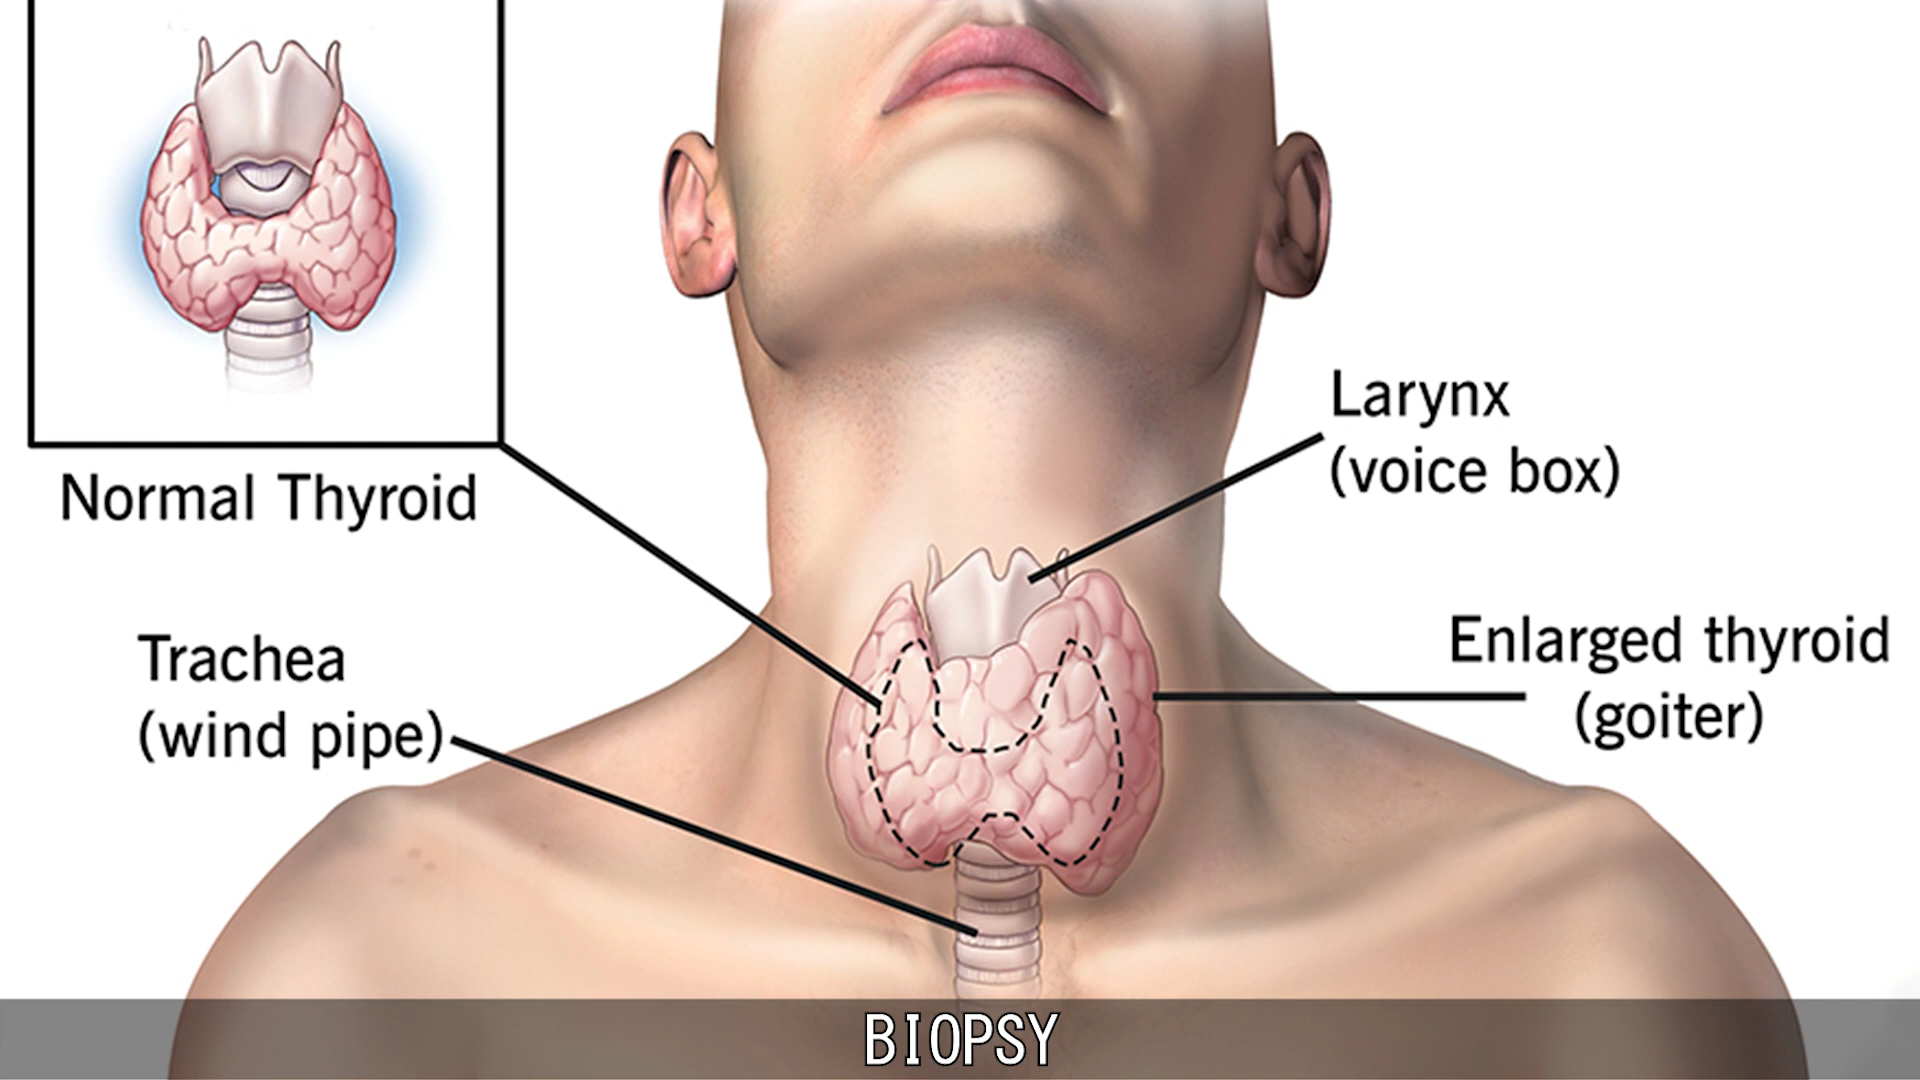 Normal Thyroid
Larynx
(voice box)
Trachea
(wind pipe)
Enlarged thyroid
(goiter)
BIOPSY